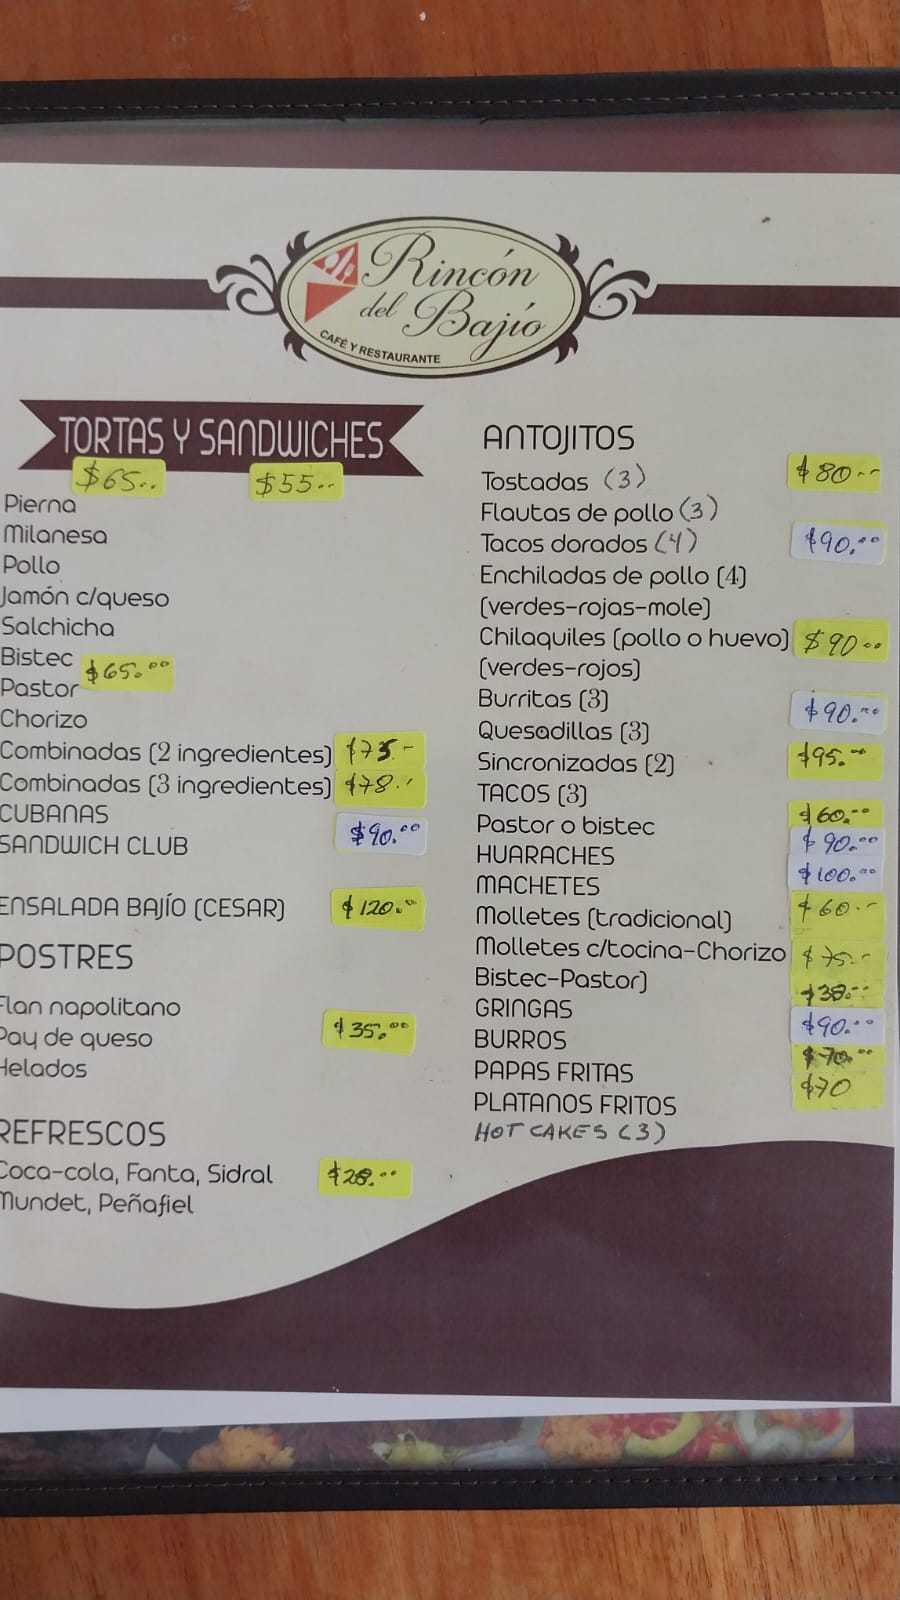 Rincón
del Bajío
CAFÉ Y RESTAURANTE
TORTAS Y SANDWICHES
$65.- $55.-
Pierna
Milanesa
Pollo
Jamón c/queso
Salchicha
Bistec $65.00
Pastor
Chorizo
Combinadas (2 ingredientes) $75.-
Combinadas (3 ingredientes) $78.-
CUBANAS
SANDWICH CLUB $90.00
ENSALADA BAJÍO (CESAR) $120.00
POSTRES
Flan napolitano
Pay de queso $35.00
Helados
REFRESCOS
Coca-cola, Fanta, Sidral $28.00
Mundet, Peñafiel
ANTOJITOS
Tostadas (3) $80.-
Flautas de pollo (3)
Tacos dorados (4) $90.00
Enchiladas de pollo (4)
(verdes-rojas-mole)
Chilaquiles (pollo o huevo) $90.-
(verdes-rojos)
Burritas (3) $90.00
Quesadillas (3)
Sincronizadas (2) $95.-
TACOS (3)
Pastor o bistec $60.00
HUARACHES $90.00
MACHETES $100.00
Molletes (tradicional) $60.-
Molletes c/tocina-Chorizo $75.-
Bistec-Pastor) $38.00
GRINGAS $90.00
BURROS $70.00
PAPAS FRITAS $70
PLATANOS FRITOS
HOT CAKES (3)